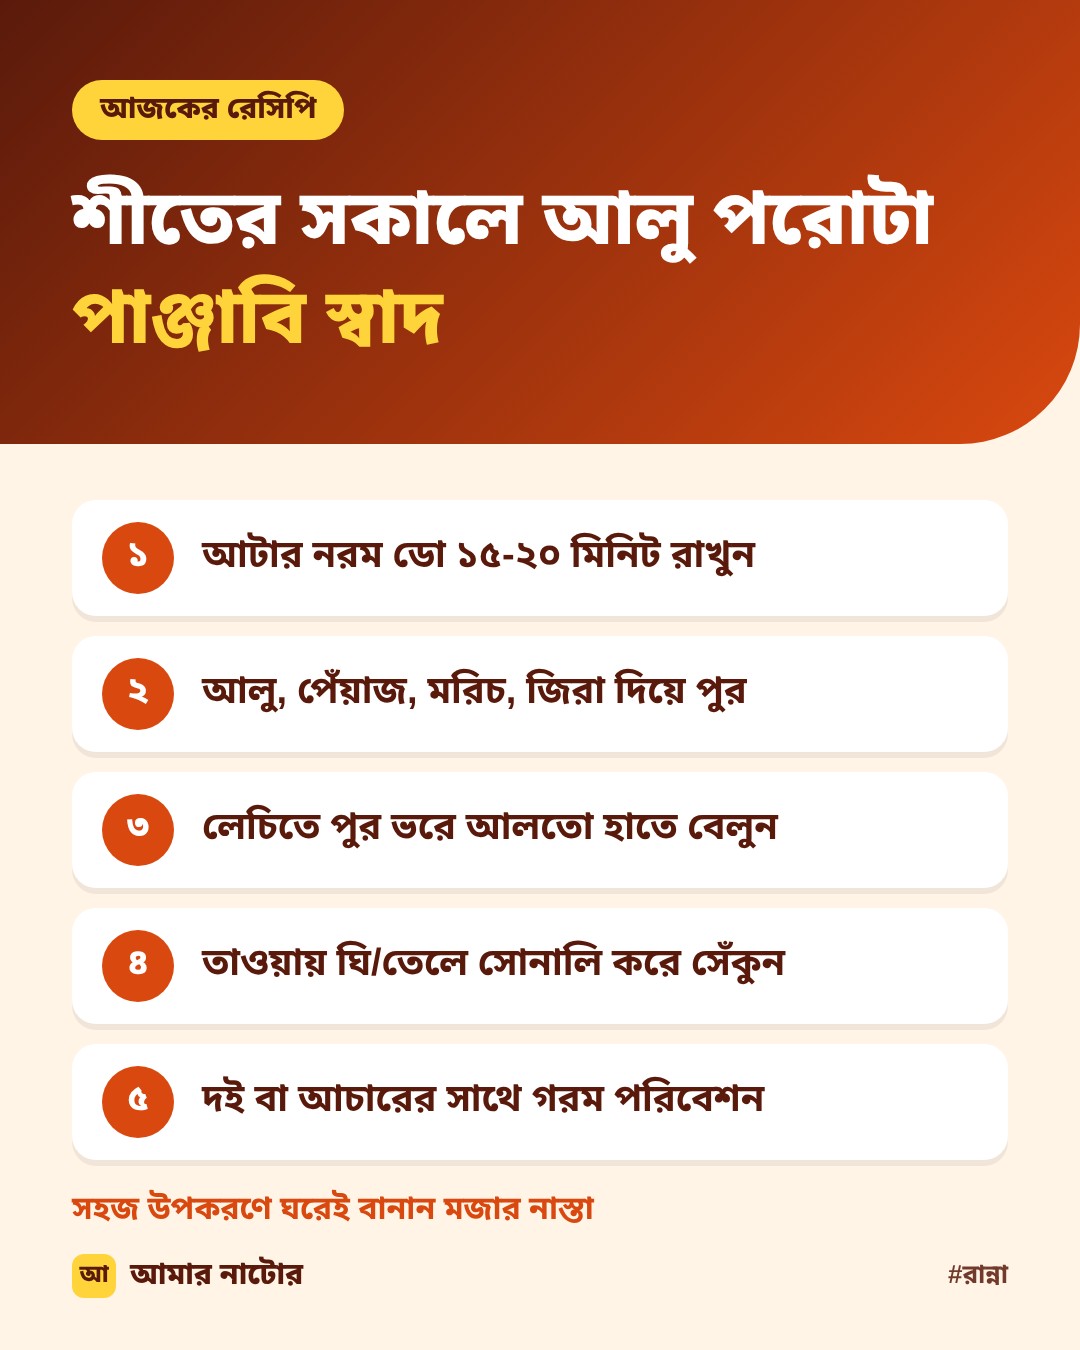 আজকের রেসিপি
শীতের সকালে আলু পরোটা
পাঞ্জাবি স্বাদ
১ আটার নরম ডো ১৫-২০ মিনিট রাখুন
২ আলু, পেঁয়াজ, মরিচ, জিরা দিয়ে পুর
৩ লেচিতে পুর ভরে আলতো হাতে বেলুন
৪ তাওয়ায় ঘি/তেলে সোনালি করে সেঁকুন
৫ দই বা আচারের সাথে গরম পরিবেশন
সহজ উপকরণে ঘরেই বানান মজার নাস্তা
আ আমার নাটোর
#রান্না